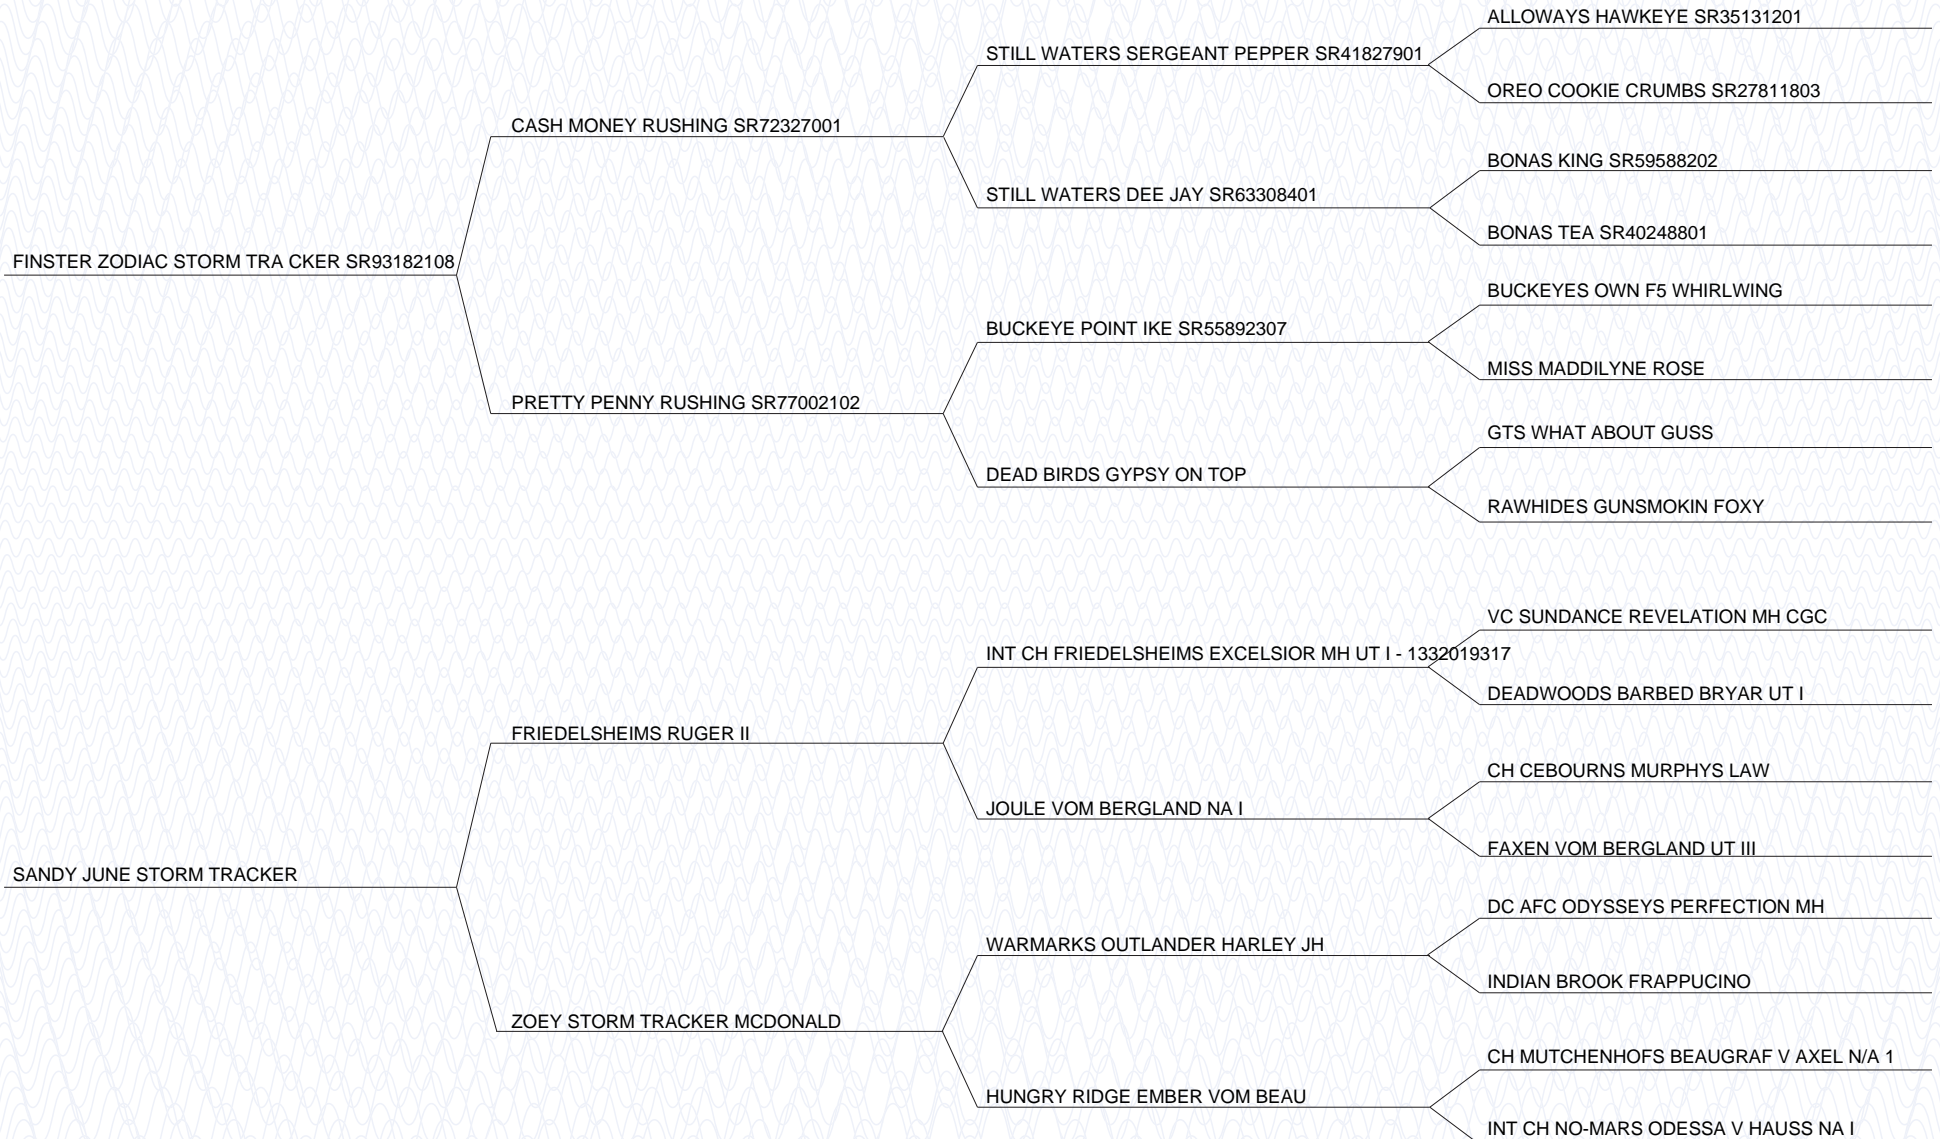 ALLOWAYS HAWKEYE SR35131201
STILL WATERS SERGEANT PEPPER SR41827901
OREO COOKIE CRUMBS SR27811803
CASH MONEY RUSHING SR72327001
BONAS KING SR59588202
STILL WATERS DEE JAY SR63308401
BONAS TEA SR40248801
FINSTER ZODIAC STORM TRA CKER SR93182108
BUCKEYES OWN F5 WHIRLWING
BUCKEYE POINT IKE SR55892307
MISS MADDILYNE ROSE
PRETTY PENNY RUSHING SR77002102
GTS WHAT ABOUT GUSS
DEAD BIRDS GYPSY ON TOP
RAWHIDES GUNSMOKIN FOXY
VC SUNDANCE REVELATION MH CGC
INT CH FRIEDELSHEIMS EXCELSIOR MH UT I - 1332019317
DEADWOODS BARBED BRYAR UT I
FRIEDELSHEIMS RUGER II
CH CEBOURNS MURPHYS LAW
JOULE VOM BERGLAND NA I
FAXEN VOM BERGLAND UT III
SANDY JUNE STORM TRACKER
DC AFC ODYSSEYS PERFECTION MH
WARMARKS OUTLANDER HARLEY JH
INDIAN BROOK FRAPPUCINO
ZOEY STORM TRACKER MCDONALD
CH MUTCHENHOFS BEAUGRAF V AXEL N/A 1
HUNGRY RIDGE EMBER VOM BEAU
INT CH NO-MARS ODESSA V HAUSS NA I